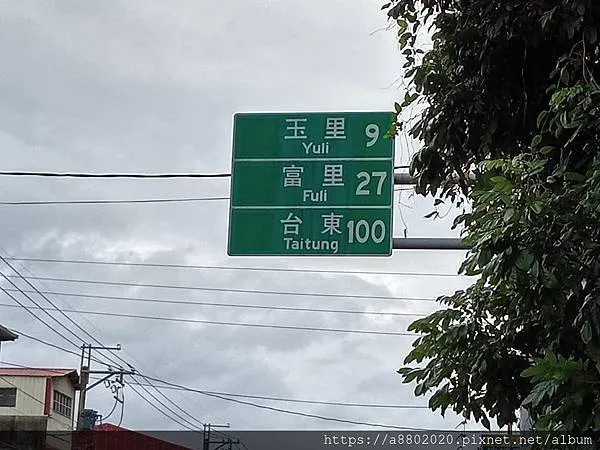 玉里 9
Yuli
富里 27
Fuli
台東 100
Taitung
https://a8802020.pixnet.net/album